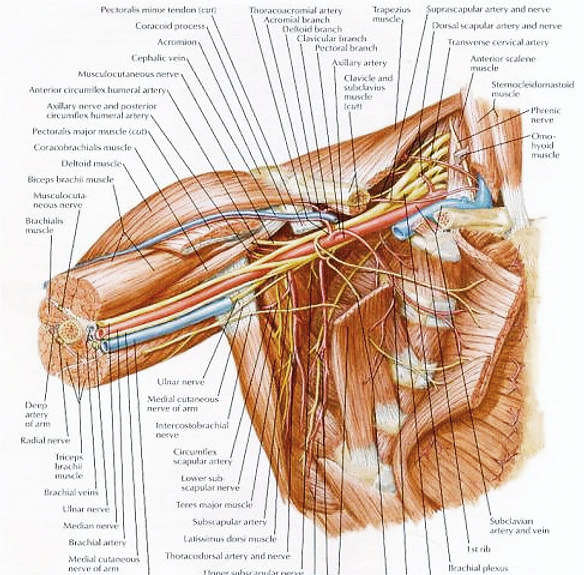 Pectoralis minor tendon (cut)
Coracoid process
Acromion
Cephalic vein
Musculocutaneous nerve
Anterior circumflex humeral artery
Axillary nerve and posterior
circumflex humeral artery
Pectoralis major muscle (cut)
Coracobrachialis muscle
Deltoid muscle
Biceps brachii muscle
Musculocuta-
neous nerve
Brachialis
muscle
Thoracoacromial artery
Acromial branch
Deltoid branch
Clavicular branch
Pectoral branch
Axillary artery
Clavicle and
subclavius
muscle
(cut)
Trapezius
muscle
Suprascapular artery and nerve
Dorsal scapular artery and nerve
Transverse cervical artery
Anterior scalene
muscle
Sternocleidomastoid
muscle
Phrenic
nerve
Omo-
hyoid
muscle
Deep
artery
of arm
Radial nerve
Triceps
brachii
muscle
Brachial veins
Ulnar nerve
Median nerve
Brachial artery
Medial cutaneous
nerve of arm
Ulnar nerve
Medial cutaneous
nerve of arm
Intercostobrachial
nerve
Circumflex
scapular artery
Lower sub-
scapular nerve
Teres major muscle
Subscapular artery
Latissimus dorsi muscle
Thoracodorsal artery and nerve
Upper subscapular nerve
Subclavian
artery and vein
1st rib
Brachial plexus